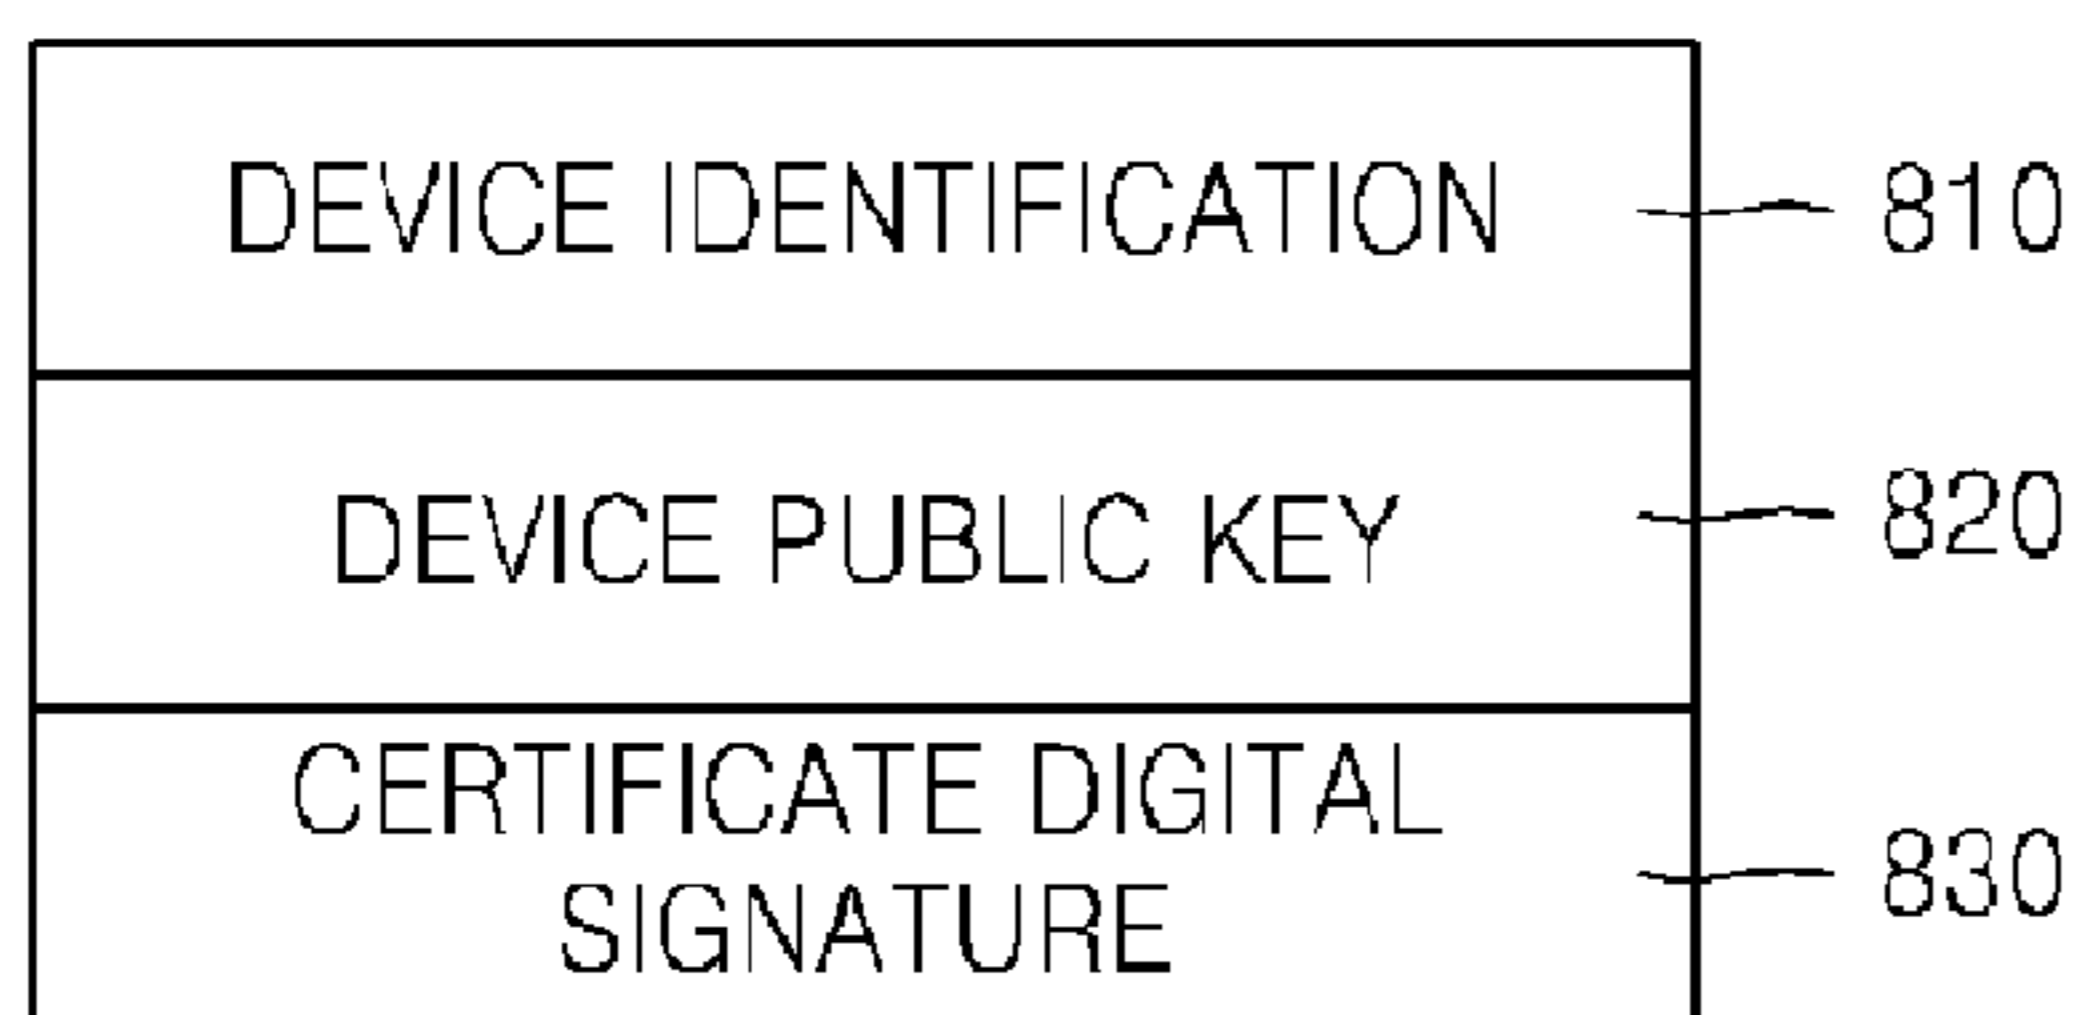 DEVICE IDENTIFICATION 810
DEVICE PUBLIC KEY 820
CERTIFICATE DIGITAL
SIGNATURE 830